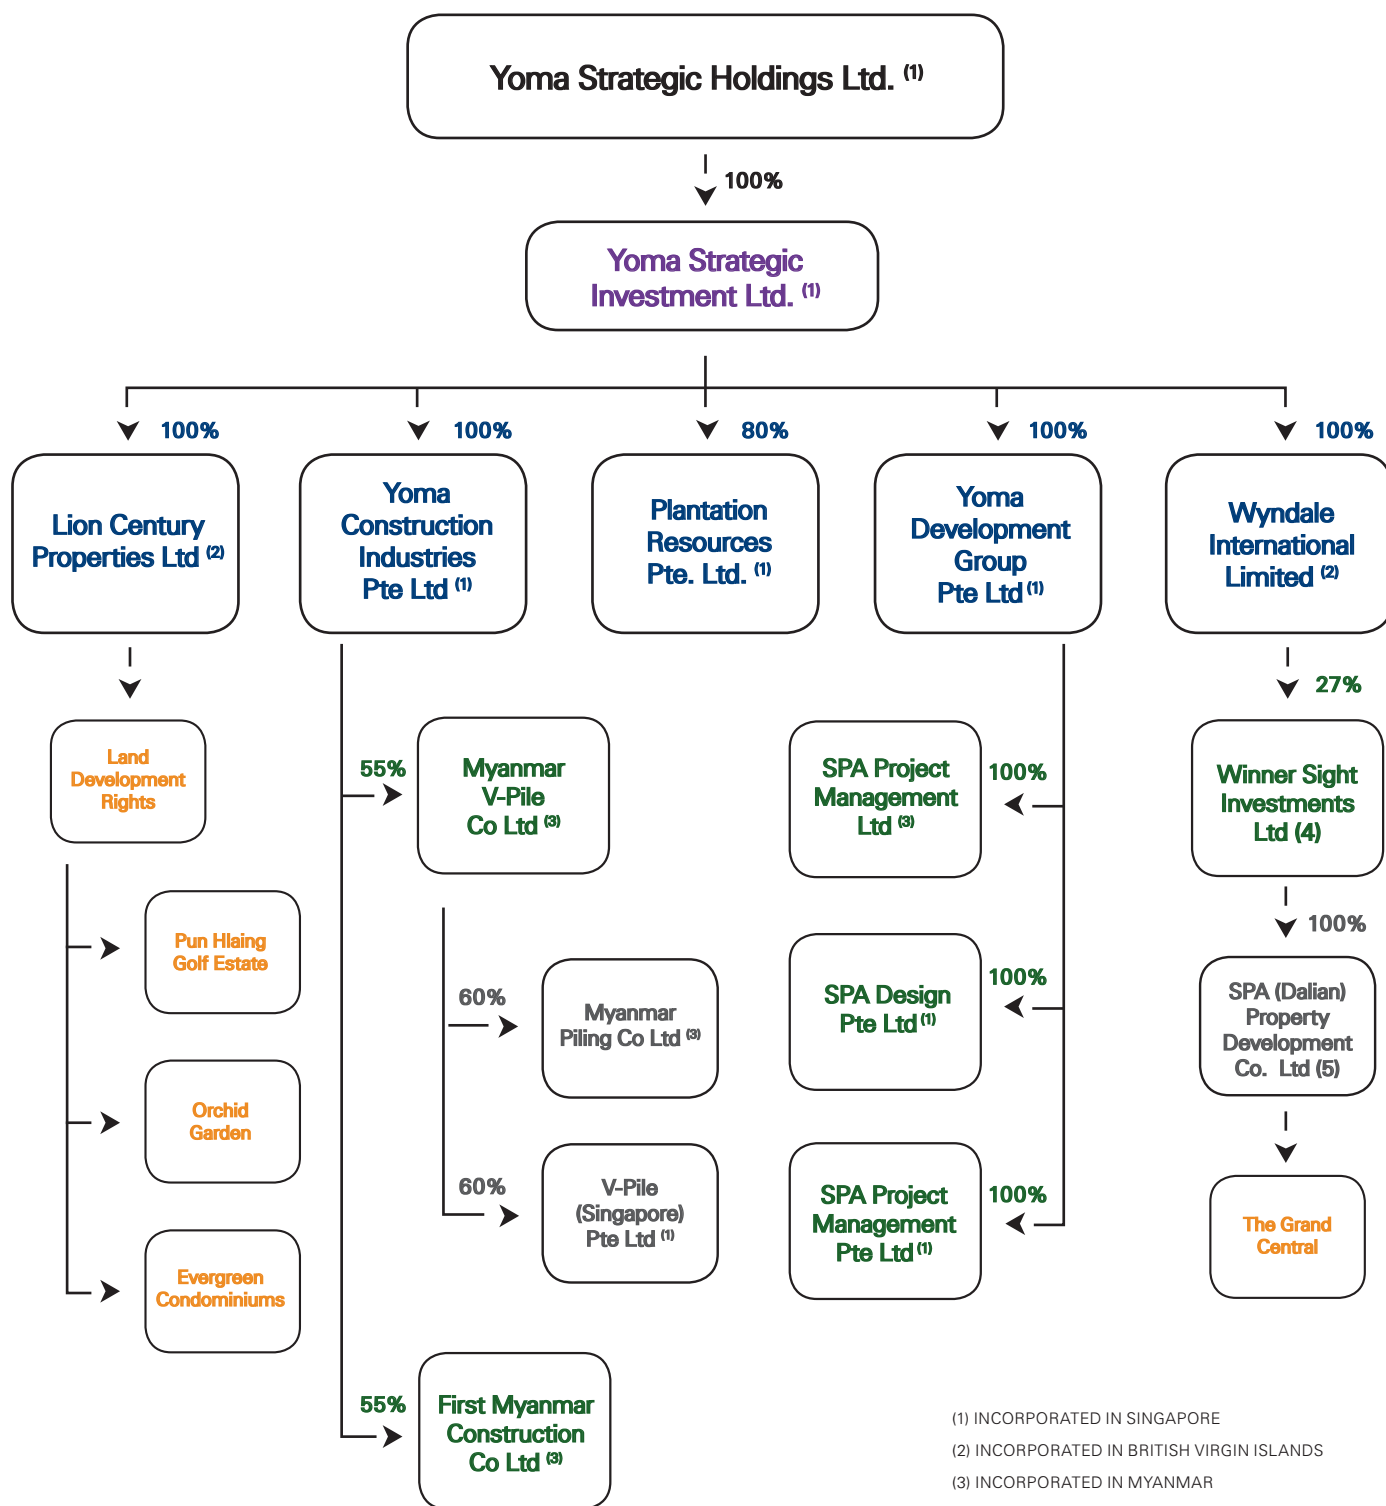 Yoma Strategic Holdings Ltd. (1)
100%
Yoma Strategic
Investment Ltd. (1)
100%
100%
80%
100%
100%
Lion Century
Properties Ltd (2)
Yoma
Construction
Industries
Pte Ltd (1)
Plantation
Resources
Pte. Ltd. (1)
Yoma
Development
Group
Pte Ltd (1)
Wyndale
International
Limited (2)
27%
Land
Development
Rights
55%
Myanmar
V-Pile
Co Ltd (3)
SPA Project
Management
Ltd (3)
100%
Winner Sight
Investments
Ltd (4)
100%
Pun Hlaing
Golf Estate
60%
Myanmar
Piling Co Ltd (3)
SPA Design
Pte Ltd (1)
100%
SPA (Dalian)
Property
Development
Co. Ltd (5)
Orchid
Garden
60%
V-Pile
(Singapore)
Pte Ltd (1)
SPA Project
Management
Pte Ltd (1)
100%
The Grand
Central
Evergreen
Condominiums
55%
First Myanmar
Construction
Co Ltd (3)
(1) INCORPORATED IN SINGAPORE
(2) INCORPORATED IN BRITISH VIRGIN ISLANDS
(3) INCORPORATED IN MYANMAR